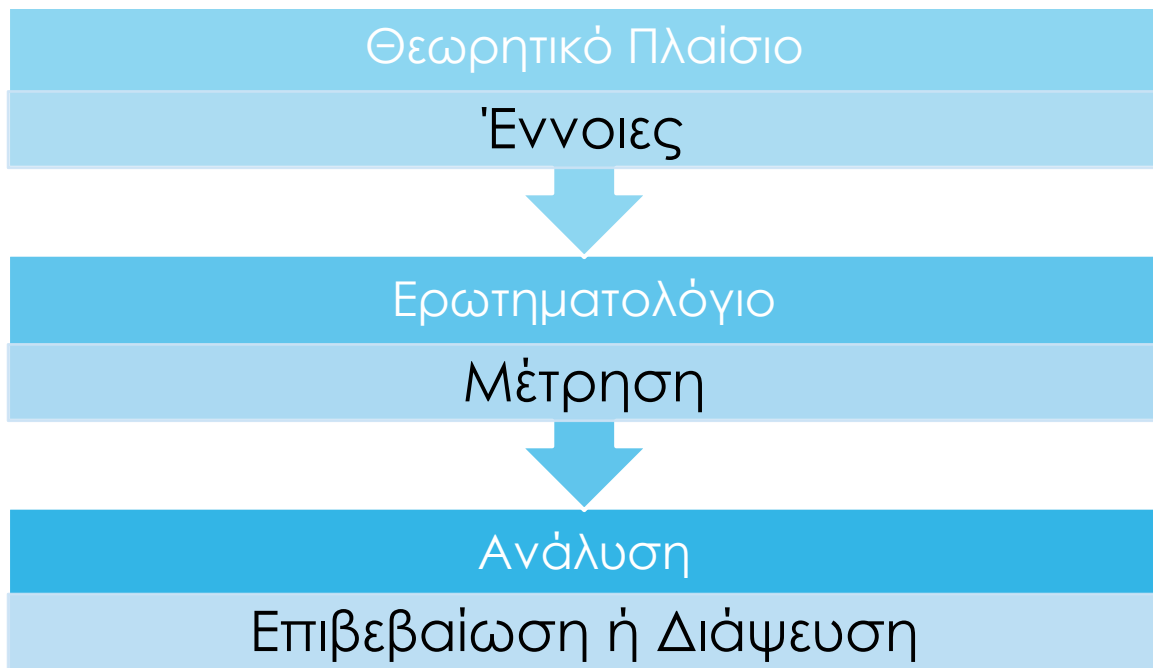 Θεωρητικό Πλαίσιο
Έννοιες
Ερωτηματολόγιο
Μέτρηση
Ανάλυση
Επιβεβαίωση ή Διάψευση